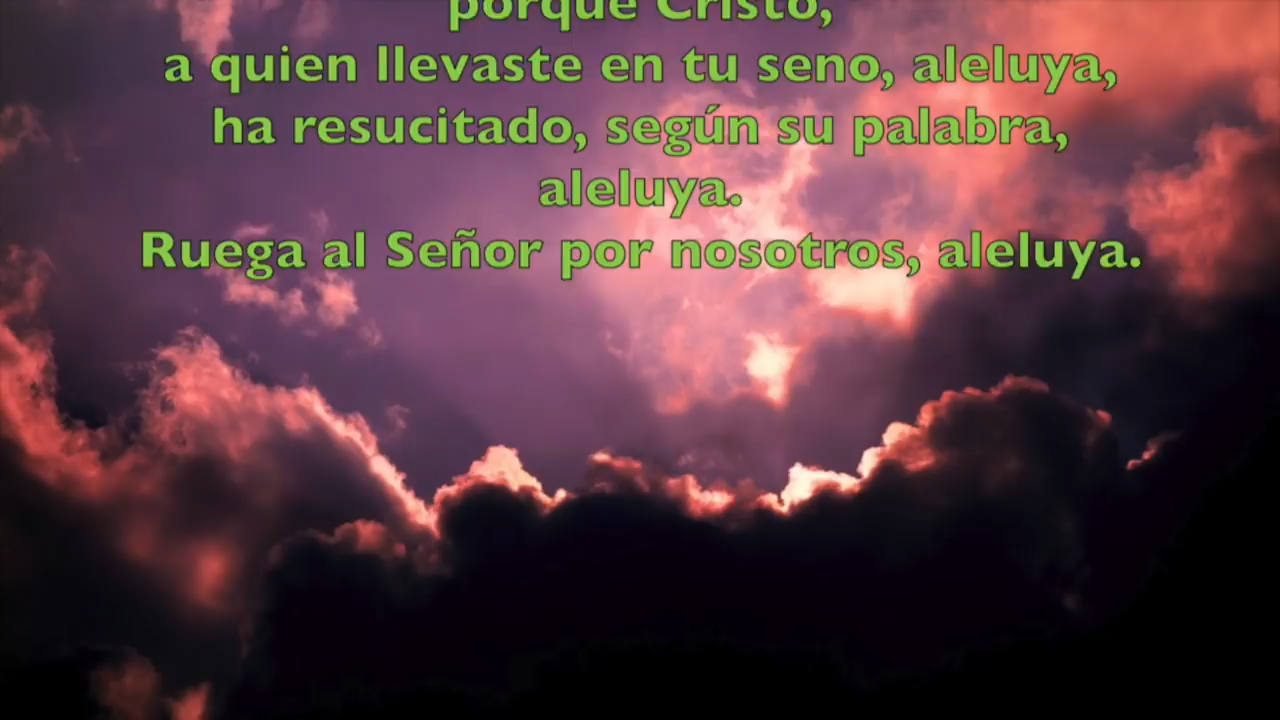 porque Cristo,
a quien llevaste en tu seno, aleluya,
ha resucitado, según su palabra,
aleluya.
Ruega al Señor por nosotros, aleluya.